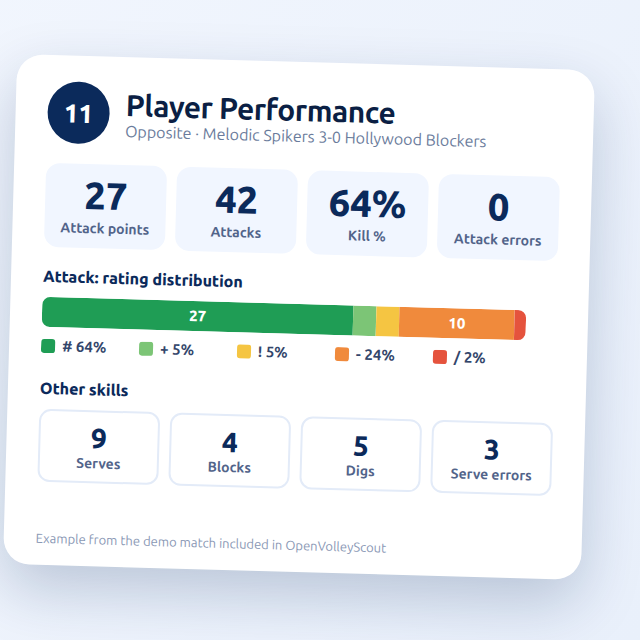 11
Player Performance
Opposite · Melodic Spikers 3-0 Hollywood Blockers
27
Attack points
42
Attacks
64%
Kill %
0
Attack errors
Attack: rating distribution
27
10
# 64%
+ 5%
! 5%
- 24%
/ 2%
Other skills
9
Serves
4
Blocks
5
Digs
3
Serve errors
Example from the demo match included in OpenVolleyScout